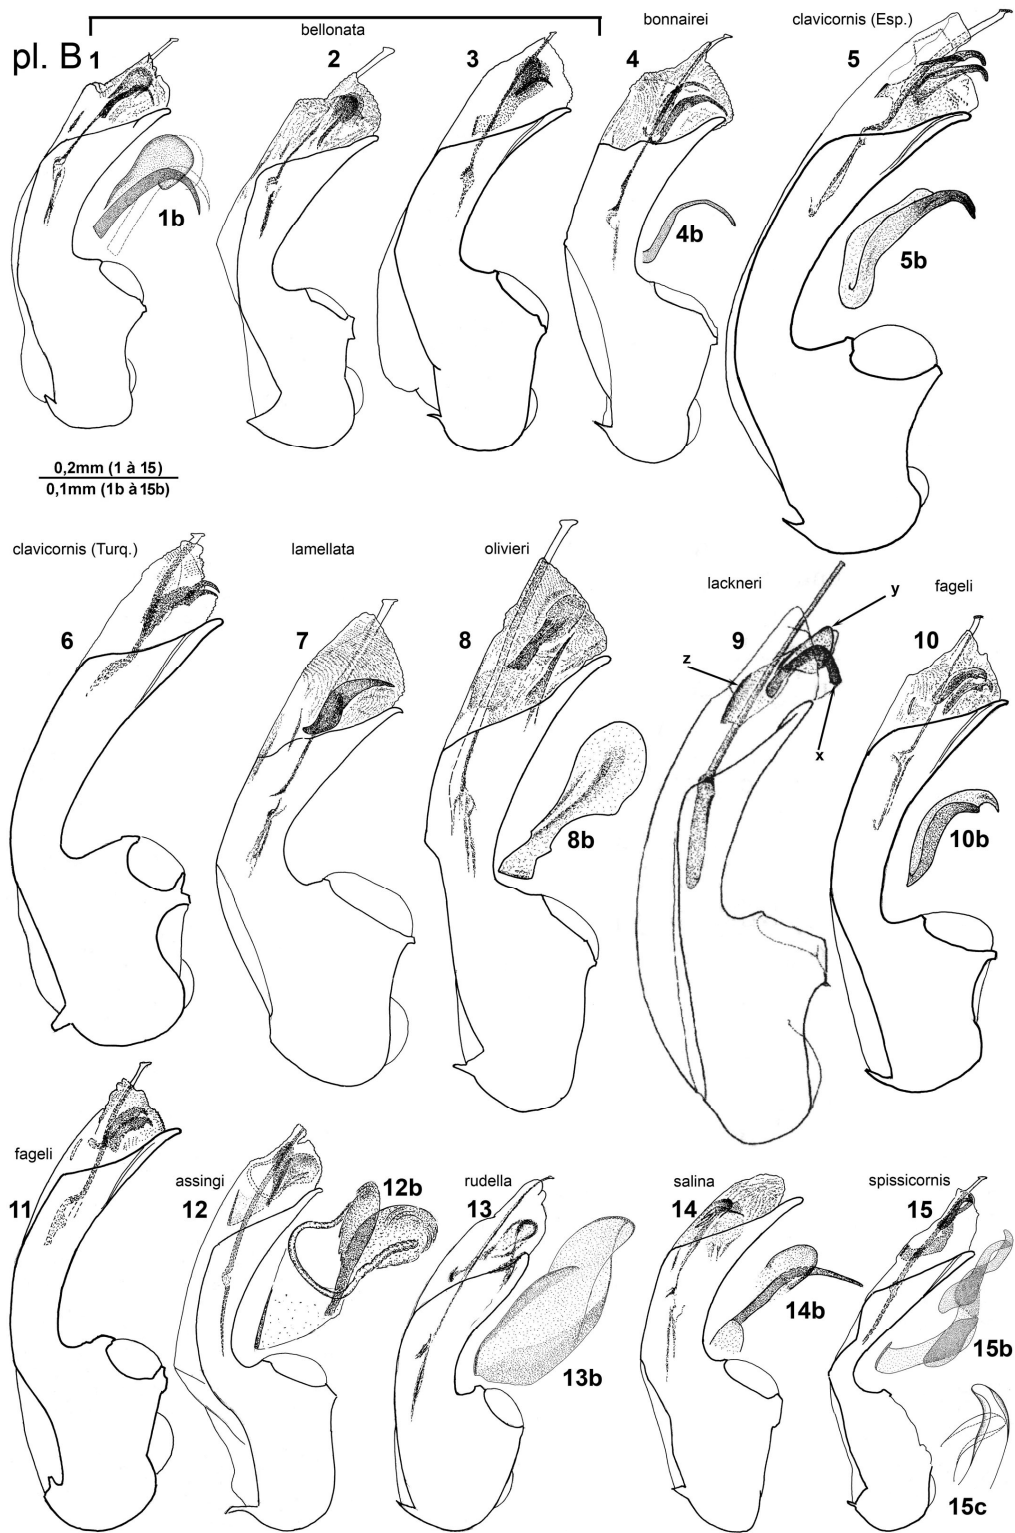 pl. B
bellonata
bonnairei
clavicornis (Esp.)
1
2
3
4
5
1b
4b
5b
0,2mm (1 à 15)
0,1mm (1b à 15b)
clavicornis (Turq.)
lamellata
olivieri
lackneri
y
fageli
6
7
8
9
10
z
x
8b
10b
fageli
assingi
12b
rudella
salina
spissicornis
11
12
13
14
15
13b
14b
15b
15c